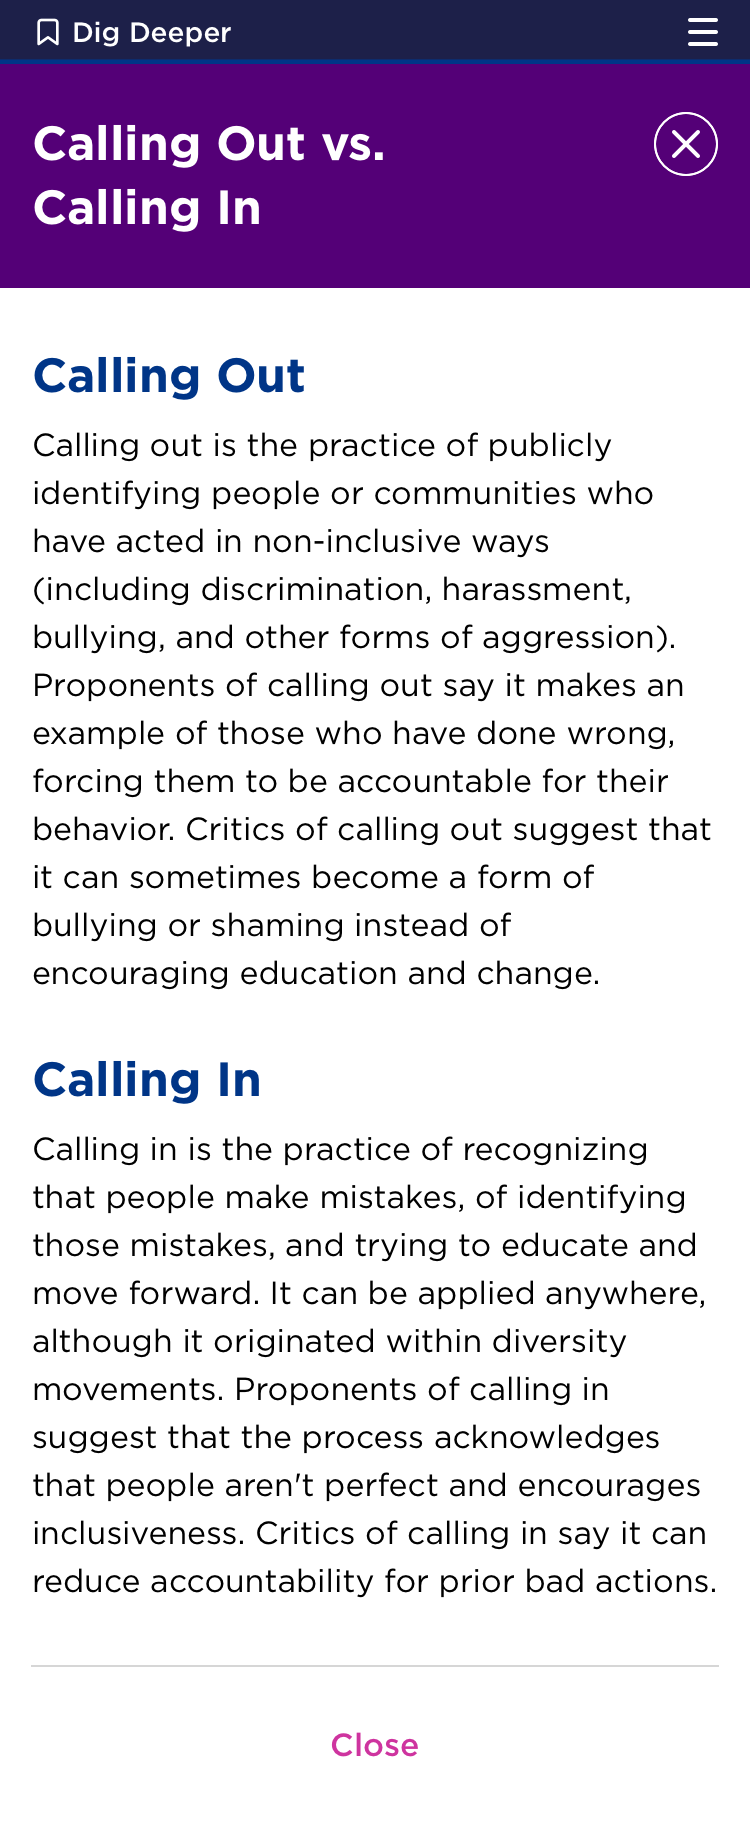 Dig Deeper
Calling Out vs.
Calling In
Calling Out
Calling out is the practice of publicly
identifying people or communities who
have acted in non-inclusive ways
(including discrimination, harassment,
bullying, and other forms of aggression).
Proponents of calling out say it makes an
example of those who have done wrong,
forcing them to be accountable for their
behavior. Critics of calling out suggest that
it can sometimes become a form of
bullying or shaming instead of
encouraging education and change.
Calling In
Calling in is the practice of recognizing
that people make mistakes, of identifying
those mistakes, and trying to educate and
move forward. It can be applied anywhere,
although it originated within diversity
movements. Proponents of calling in
suggest that the process acknowledges
that people aren't perfect and encourages
inclusiveness. Critics of calling in say it can
reduce accountability for prior bad actions.
Close